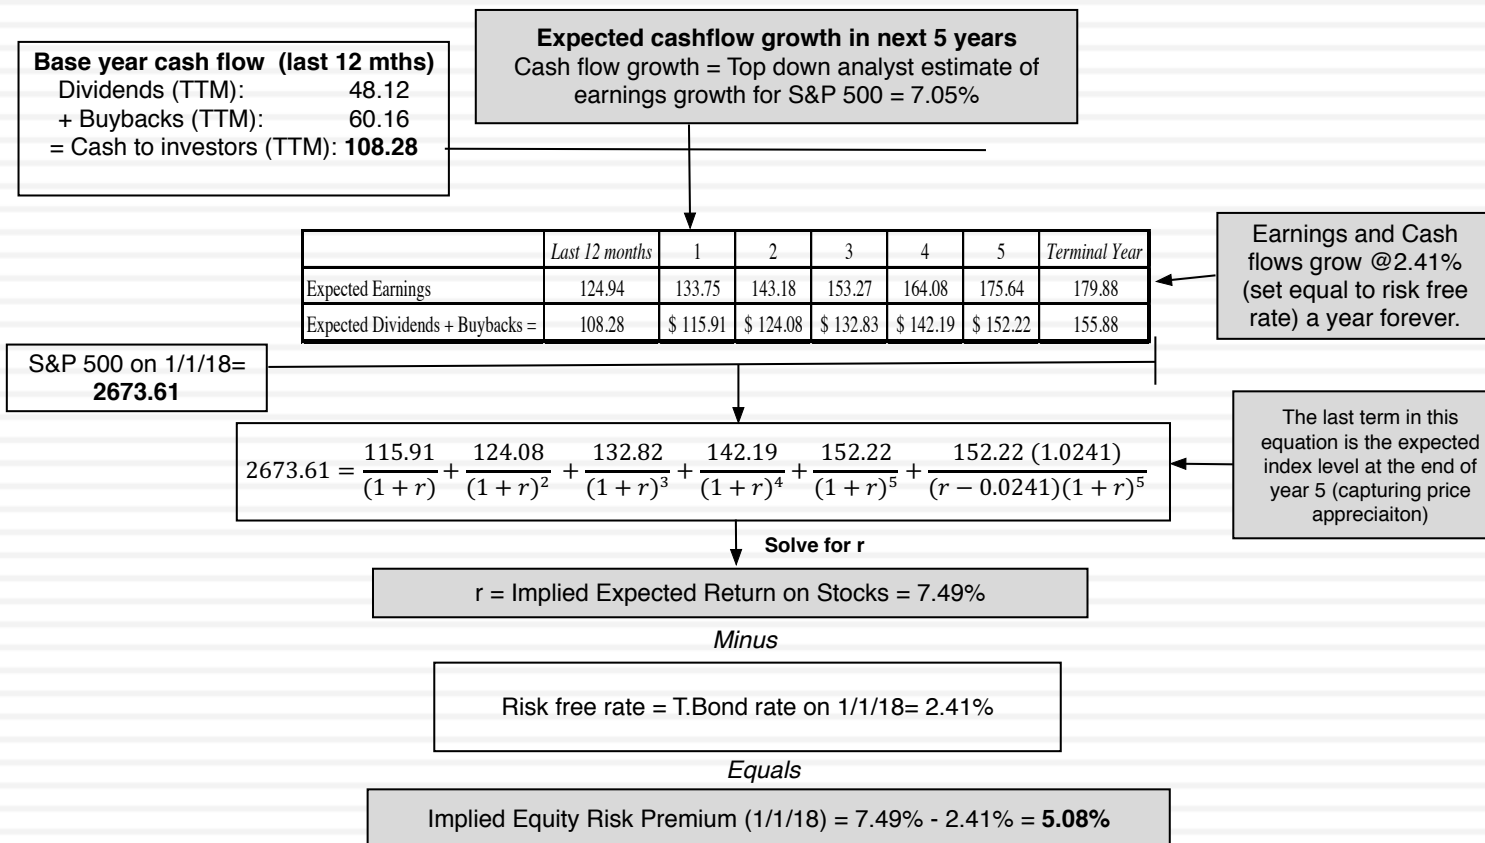 Expected cashflow growth in next 5 years
Cash flow growth = Top down analyst estimate of
earnings growth for S&P 500 = 7.05%
Base year cash flow (last 12 mths)
Dividends (TTM): 48.12
+ Buybacks (TTM): 60.16
= Cash to investors (TTM): 108.28
Last 12 months 1 2 3 4 5 Terminal Year
Expected Earnings 124.94 133.75 143.18 153.27 164.08 175.64 179.88
Expected Dividends + Buybacks = 108.28 $ 115.91 $ 124.08 $ 132.83 $ 142.19 $ 152.22 155.88
Earnings and Cash
flows grow @2.41%
(set equal to risk free
rate) a year forever.
S&P 500 on 1/1/18=
2673.61
2673.61 = 115.91/(1 + r) + 124.08/(1 + r)² + 132.82/(1 + r)³ + 142.19/(1 + r)⁴ + 152.22/(1 + r)⁵ + 152.22 (1.0241)/(r − 0.0241)(1 + r)⁵
The last term in this
equation is the expected
index level at the end of
year 5 (capturing price
appreciaiton)
Solve for r
r = Implied Expected Return on Stocks = 7.49%
Minus
Risk free rate = T.Bond rate on 1/1/18= 2.41%
Equals
Implied Equity Risk Premium (1/1/18) = 7.49% - 2.41% = 5.08%